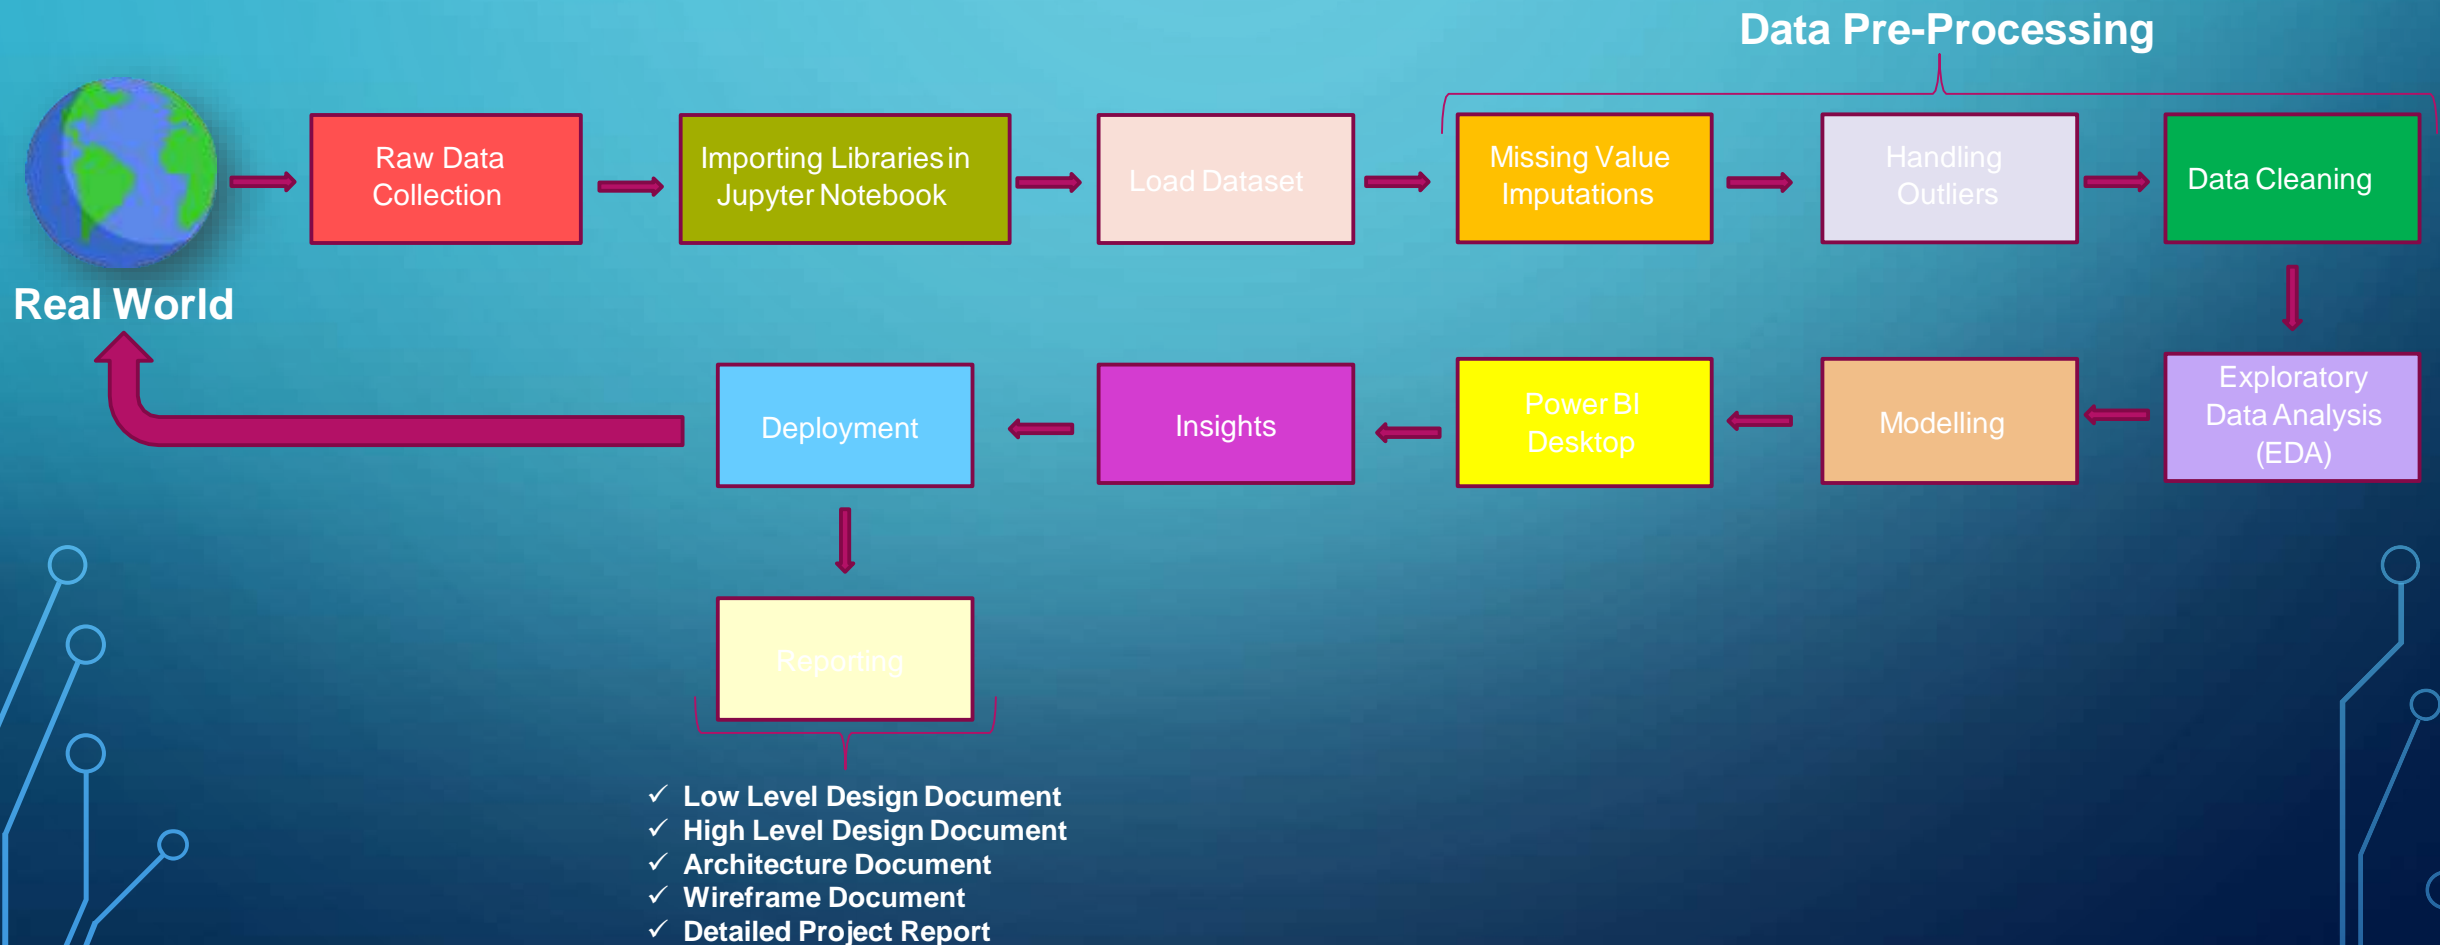 Data Pre-Processing
Raw Data
Collection
Importing Libraries in
Jupyter Notebook
Load Dataset
Missing Value
Imputations
Handling
Outliers
Data Cleaning
Real World
Exploratory
Data Analysis
(EDA)
Modelling
Power BI
Desktop
Insights
Deployment
Reporting
✓ Low Level Design Document
✓ High Level Design Document
✓ Architecture Document
✓ Wireframe Document
✓ Detailed Project Report